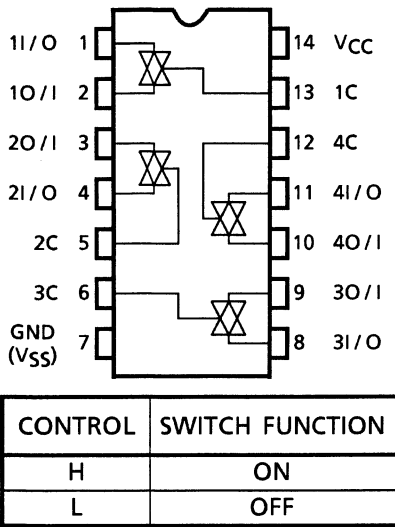 1I/O 1 14 VCC
1O/I 2 13 1C
2O/I 3 12 4C
2I/O 4 11 4I/O
2C 5 10 4O/I
3C 6 9 3O/I
GND
(VSS) 7 8 3I/O
CONTROL SWITCH FUNCTION
H ON
L OFF